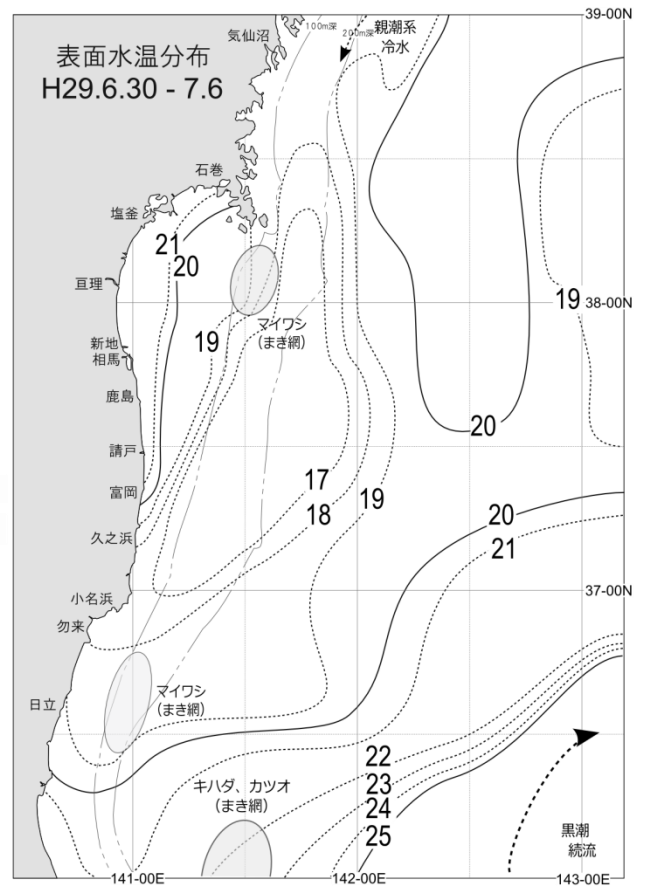 39-00N
100m深
200m深
親潮系
冷水
気仙沼
表面水温分布
H29.6.30 - 7.6
石巻
塩釜
21
20
亘理
19
38-00N
マイワシ
(まき網)
新地
相馬
19
鹿島
20
請戸
17
富岡
19
18
20
久之浜
21
37-00N
小名浜
勿来
マイワシ
(まき網)
日立
22
キハダ、カツオ
(まき網)
23
24
25
黒潮
続流
141-00E
142-00E
143-00E